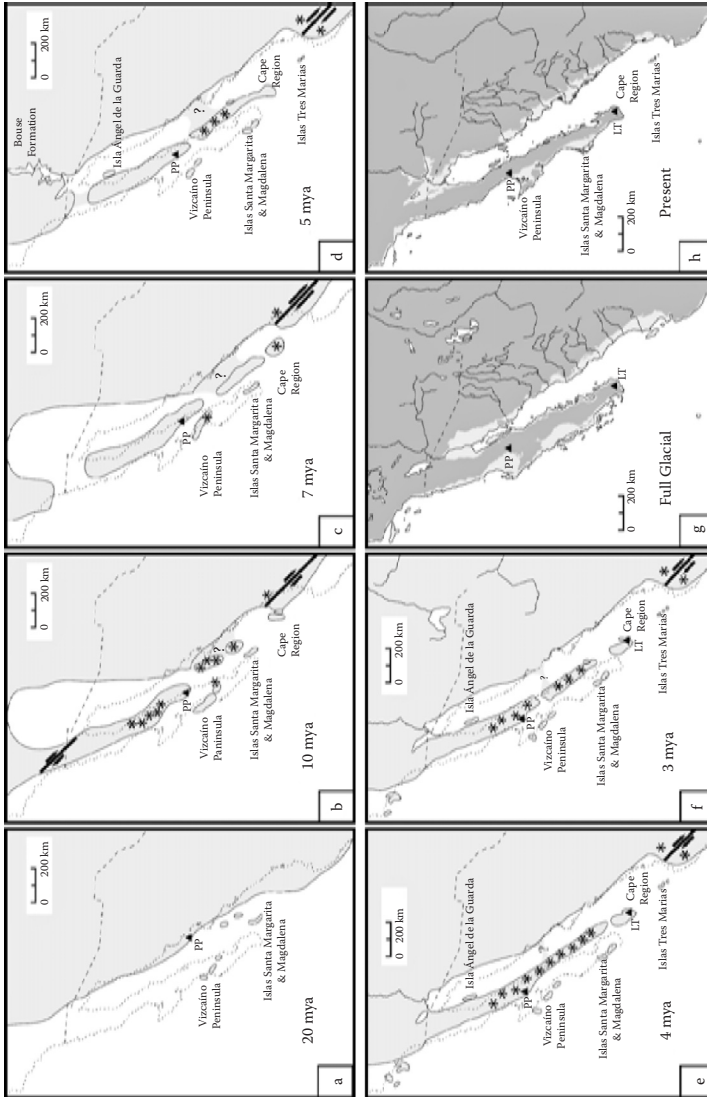 a
20 mya
0 200 km
PP
Vizcaíno
Peninsula
Islas Santa Margarita
& Magdalena
b
10 mya
0 200 km
PP
?
Vizcaíno
Paninsula
Islas Santa Margarita
& Magdalena
Cape
Region
c
7 mya
0 200 km
PP
?
Vizcaíno
Peninsula
Islas Santa Margarita
& Magdalena
Cape
Region
d
5 mya
0 200 km
Bouse
Formation
Isla Ángel de la Guarda
PP
?
Vizcaíno
Peninsula
Cape
Region
Islas Santa Margarita
& Magdalena
Islas Tres Marias
e
4 mya
0 200 km
Isla Ángel de la Guarda
PP
Vizcaíno
Peninsula
LT
Cape
Region
Islas Santa Margarita
& Magdalena
Islas Tres Marias
f
3 mya
0 200 km
Isla Ángel de la Guarda
PP
?
Vizcaíno
Peninsula
LT
Cape
Region
Islas Santa Margarita
& Magdalena
Islas Tres Marias
g
Full Glacial
0 200 km
PP
LT
h
Present
0 200 km
PP
Vizcaíno
Peninsula
LT
Cape
Region
Islas Santa Margarita
& Magdalena
Islas Tres Marias